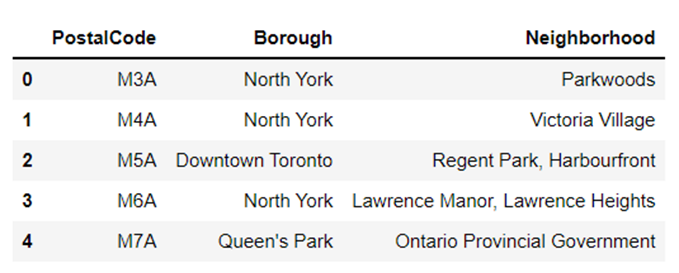 PostalCode Borough Neighborhood
0 M3A North York Parkwoods
1 M4A North York Victoria Village
2 M5A Downtown Toronto Regent Park, Harbourfront
3 M6A North York Lawrence Manor, Lawrence Heights
4 M7A Queen's Park Ontario Provincial Government